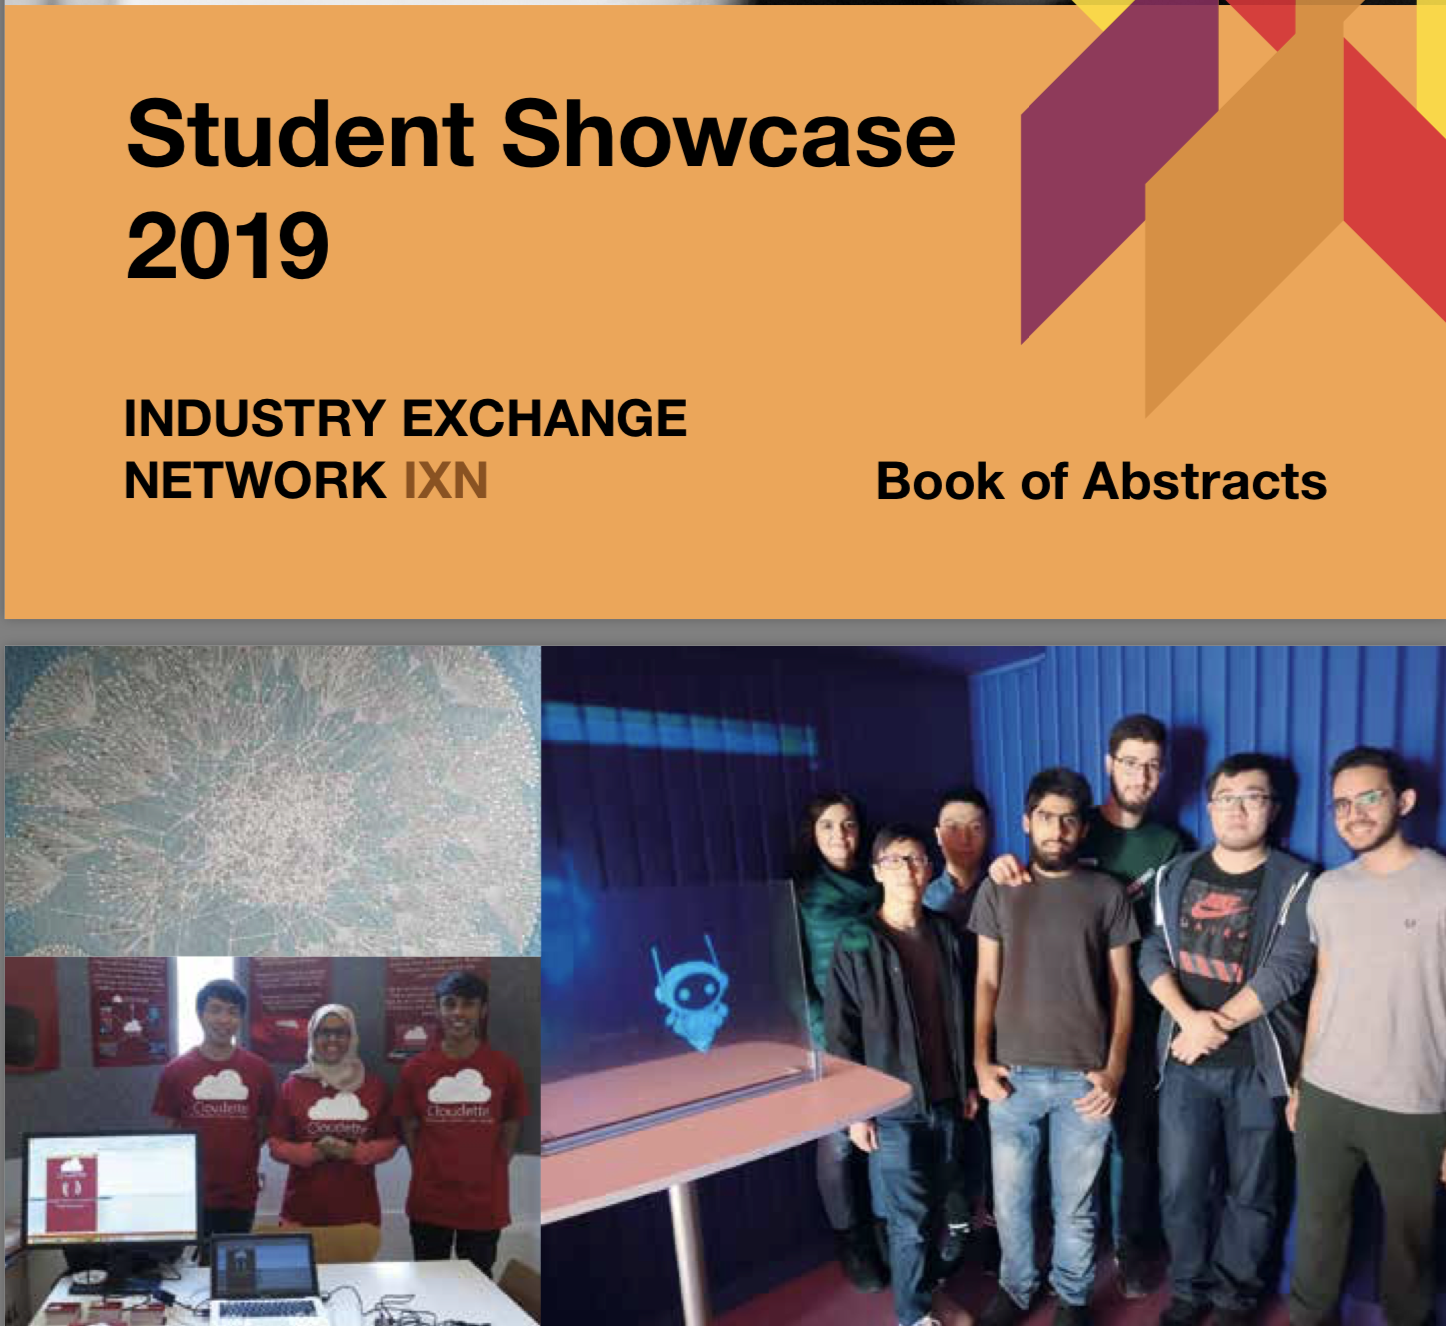 Student Showcase
2019
INDUSTRY EXCHANGE
NETWORK IXN
Book of Abstracts
Cloudette
Cloudette
Cloudette